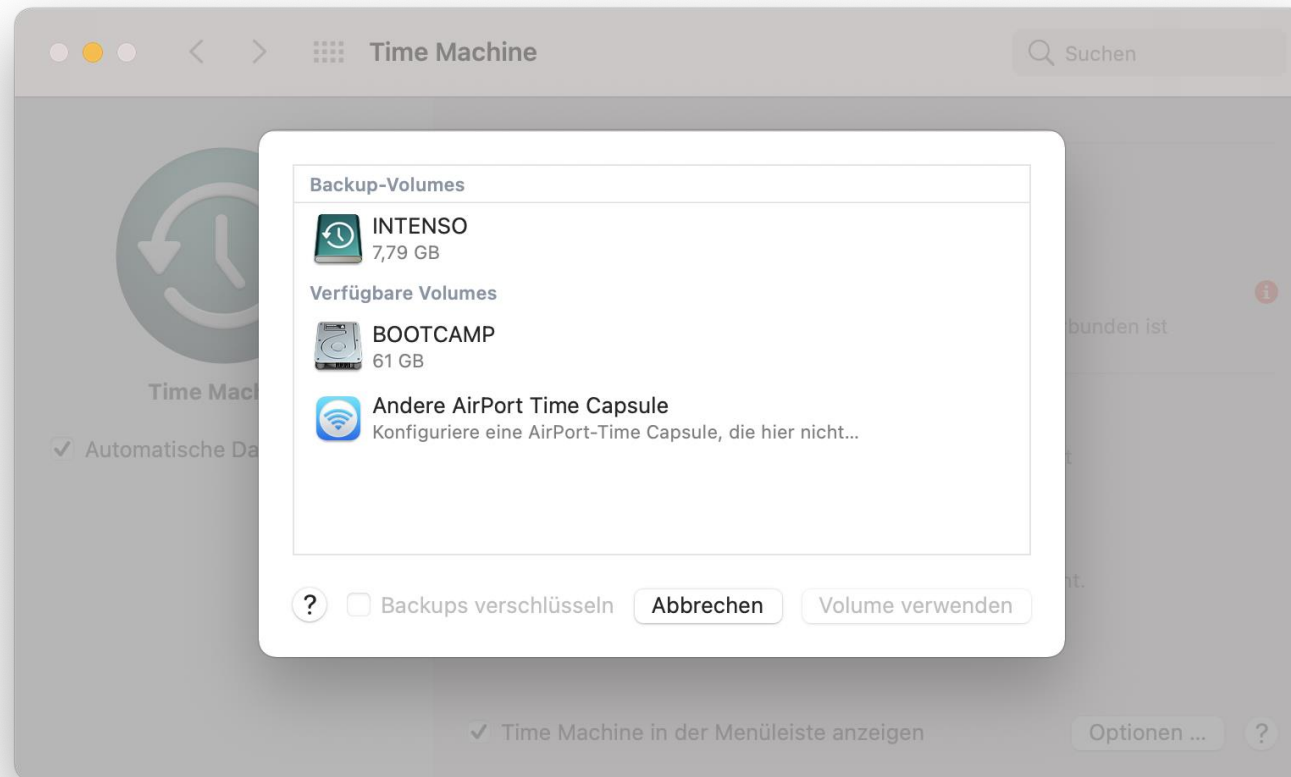 Time Machine
Suchen
Backup-Volumes
INTENSO
7,79 GB
Verfügbare Volumes
BOOTCAMP
61 GB
Andere AirPort Time Capsule
Konfiguriere eine AirPort-Time Capsule, die hier nicht...
bunden ist
Time Mac
Automatische Da
? Backups verschlüsseln Abbrechen Volume verwenden
Time Machine in der Menüleiste anzeigen Optionen ... ?